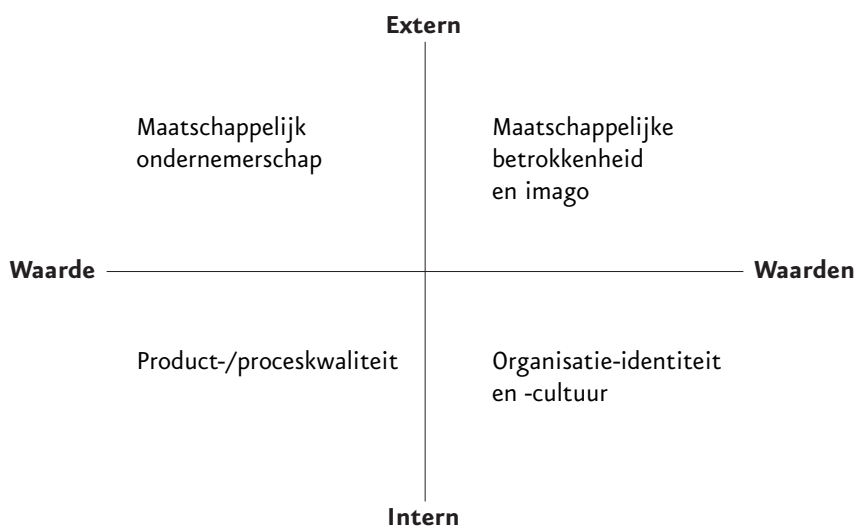 Extern
Maatschappelijk
ondernemerschap
Maatschappelijke
betrokkenheid
en imago
Waarde
Waarden
Product-/proceskwaliteit
Organisatie-identiteit
en -cultuur
Intern